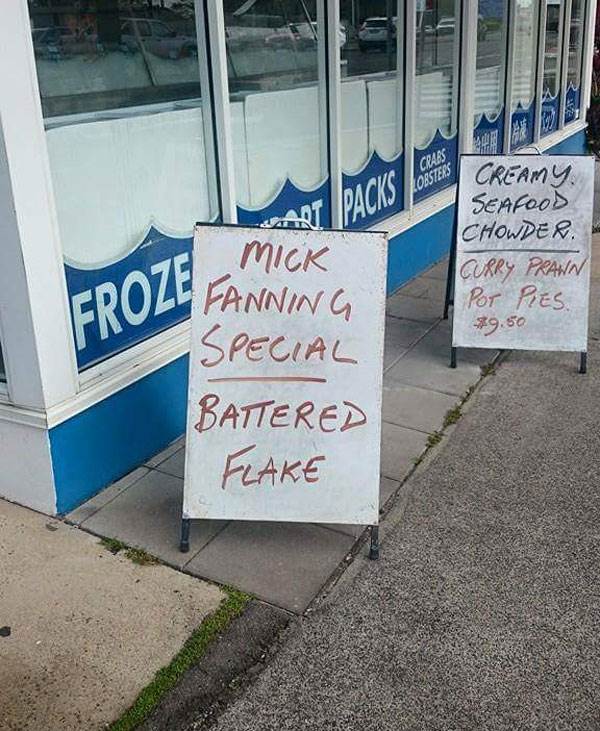 MICK
FANNING
SPECIAL
BATTERED
FLAKE
CREAMY.
SEAFOOD
CHOWDER.
CURRY PRAWN
POT PIES.
$9.50
FROZE
PACKS
CRABS
LOBSTERS